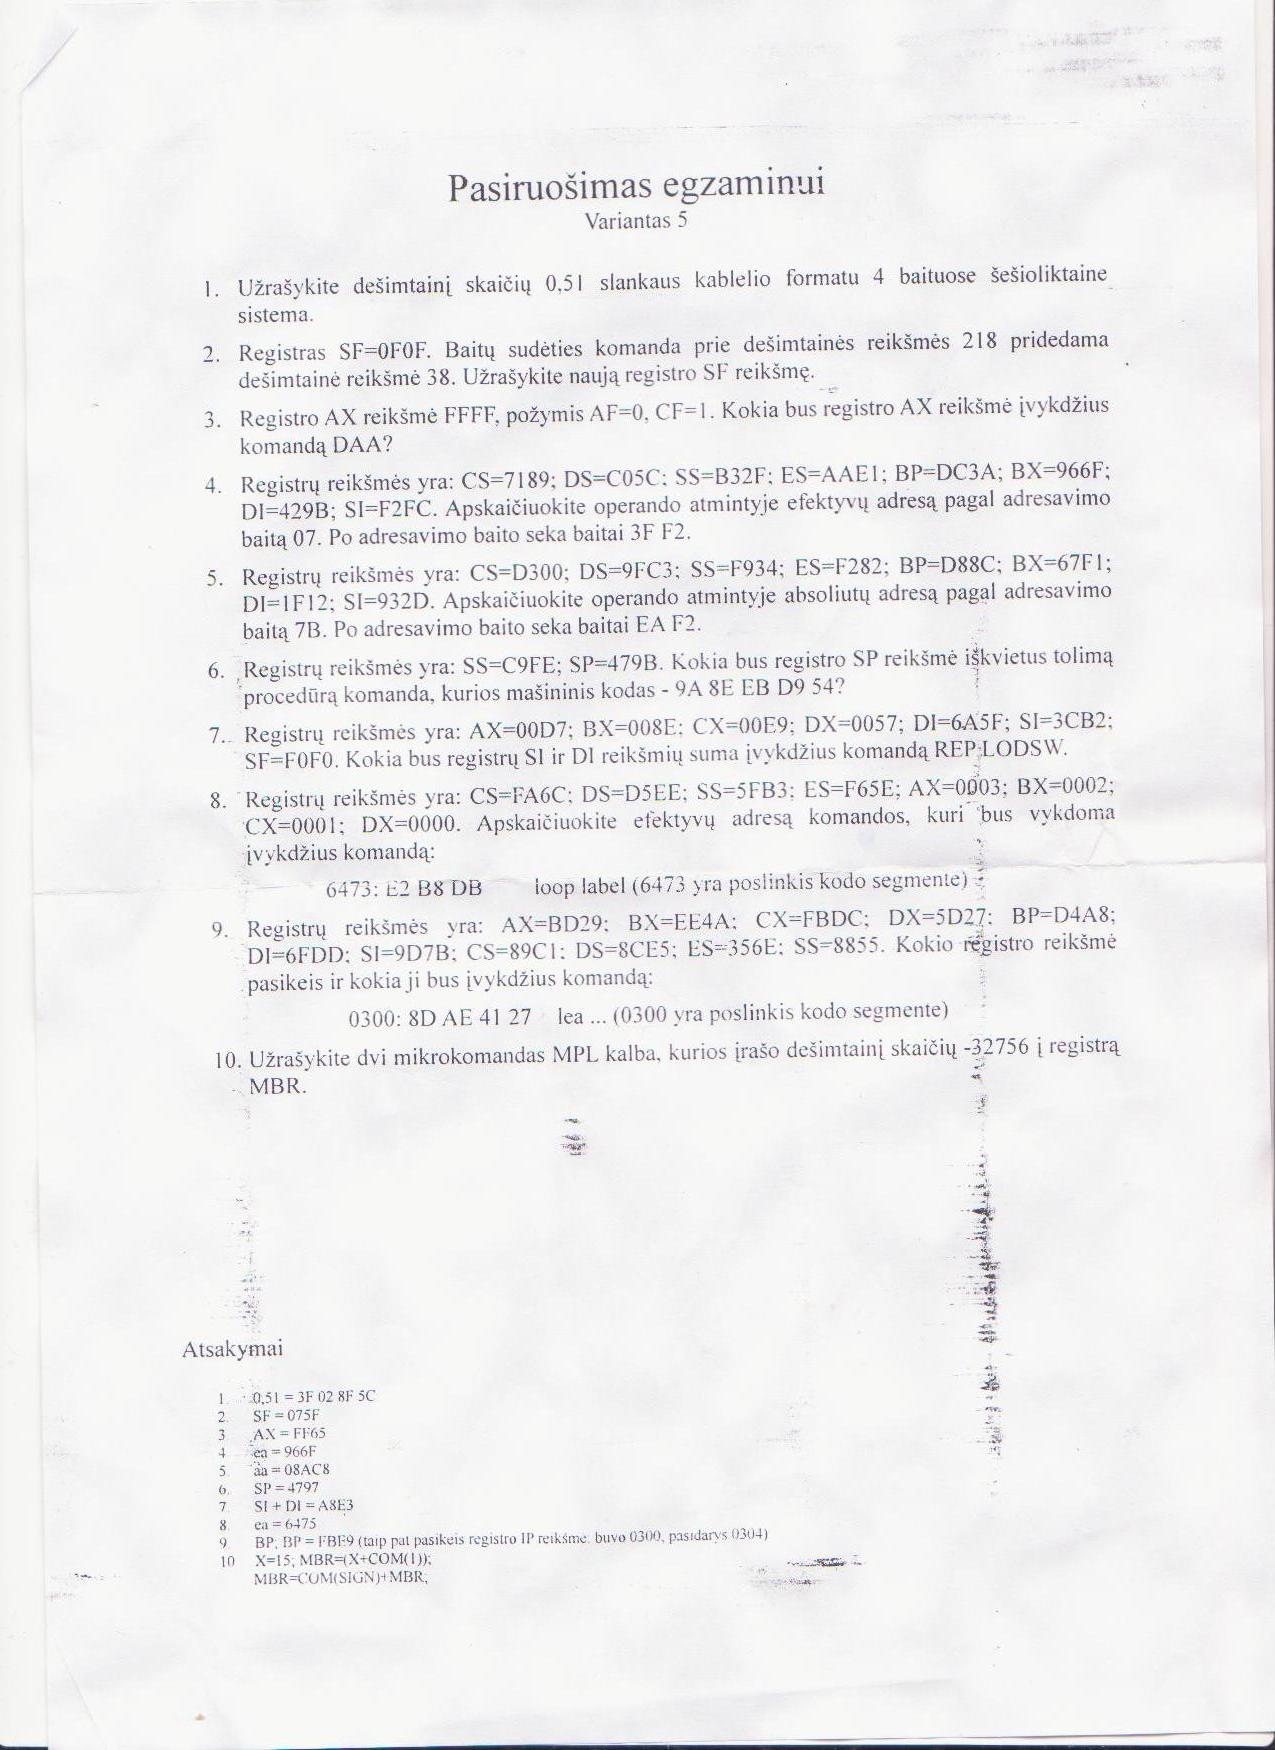 Pasiruošimas egzaminui
Variantas 5
1. Užrašykite dešimtainį skaičių 0,51 slankaus kablelio formatu 4 baituose šešioliktaine
sistema.
2. Registras SF=0F0F. Baitų sudėties komanda prie dešimtainės reikšmės 218 pridedama
dešimtainė reikšmė 38. Užrašykite naują registro SF reikšmę.
3. Registro AX reikšmė FFFF, požymis AF=0, CF=1. Kokia bus registro AX reikšmė įvykdžius
komandą DAA?
4. Registrų reikšmės yra: CS=7189; DS=C05C; SS=B32F; ES=AAE1; BP=DC3A; BX=966F;
DI=429B; SI=F2FC. Apskaičiuokite operando atmintyje efektyvų adresą pagal adresavimo
baitą 07. Po adresavimo baito seka baitai 3F F2.
5. Registrų reikšmės yra: CS=D300; DS=9FC3; SS=F934; ES=F282; BP=D88C; BX=67F1;
DI=1F12; SI=932D. Apskaičiuokite operando atmintyje absoliutų adresą pagal adresavimo
baitą 7B. Po adresavimo baito seka baitai EA F2.
6. Registrų reikšmės yra: SS=C9FE; SP=479B. Kokia bus registro SP reikšmė iškvietus tolimą
procedūrą komanda, kurios mašininis kodas - 9A 8E EB D9 54?
7. Registrų reikšmės yra: AX=00D7; BX=008E; CX=00E9; DX=0057; DI=6A5F; SI=3CB2;
SF=F0F0. Kokia bus registrų SI ir DI reikšmių suma įvykdžius komandą REP LODSW.
8. Registrų reikšmės yra: CS=FA6C; DS=D5EE; SS=5FB3; ES=F65E; AX=0003; BX=0002;
CX=0001; DX=0000. Apskaičiuokite efektyvų adresą komandos, kuri bus vykdoma
įvykdžius komandą:
6473: E2 B8 DB loop label (6473 yra poslinkis kodo segmente)
9. Registrų reikšmės yra: AX=BD29; BX=EE4A; CX=FBDC; DX=5D27; BP=D4A8;
DI=6FDD; SI=9D7B; CS=89C1; DS=8CE5; ES=356E; SS=8855. Kokio registro reikšmė
pasikeis ir kokia ji bus įvykdžius komandą:
0300: 8D AE 41 27 lea ... (0300 yra poslinkis kodo segmente)
10. Užrašykite dvi mikrokomandas MPL kalba, kurios įrašo dešimtainį skaičių -32756 į registrą
MBR.
Atsakymai
1. 0,51 = 3F 02 8F 5C
2. SF = 075F
3 AX = FF65
4 ea = 966F
5 aa = 08AC8
6. SP = 4797
7 SI + DI = A8E3
8 ea = 6475
9 BP; BP = FBE9 (taip pat pasikeis registro IP reikšmė: buvo 0300, pasidarys 0304)
10 X=15; MBR=(X+COM(1));
MBR=COM(SIGN)+MBR;